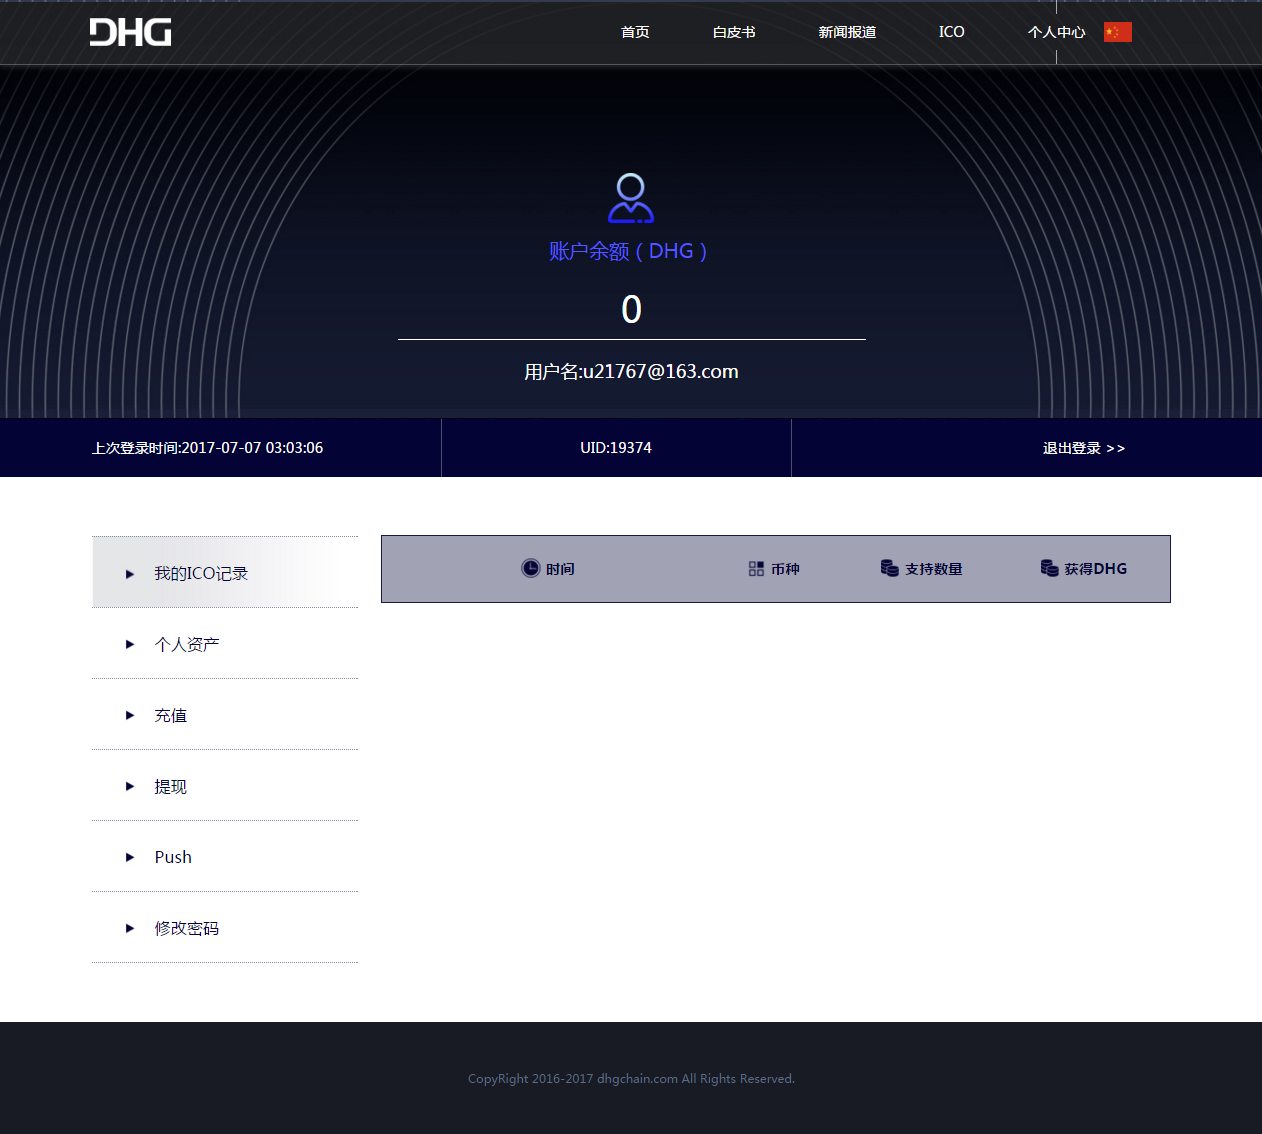 DHG
首页 白皮书 新闻报道 ICO 个人中心
账户余额（DHG）
0
用户名:u21767@163.com
上次登录时间:2017-07-07 03:03:06 UID:19374 退出登录 >>
我的ICO记录
时间 币种 支持数量 获得DHG
个人资产
充值
提现
Push
修改密码
CopyRight 2016-2017 dhgchain.com All Rights Reserved.